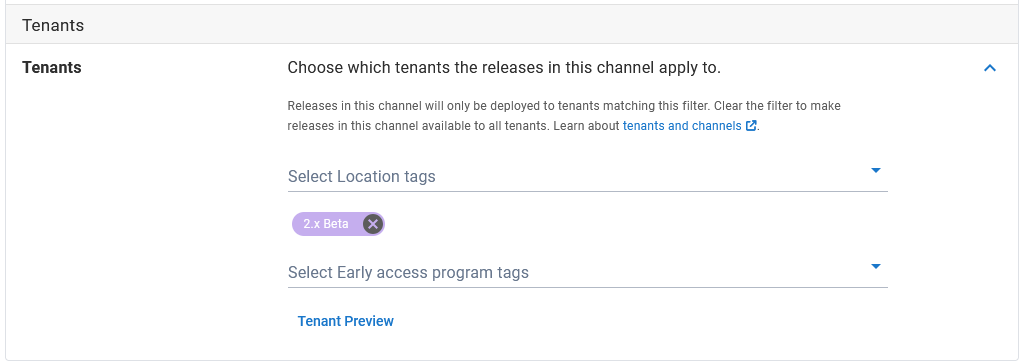 Tenants
Tenants
Choose which tenants the releases in this channel apply to.
Releases in this channel will only be deployed to tenants matching this filter. Clear the filter to make
releases in this channel available to all tenants. Learn about tenants and channels.
Select Location tags
2.x Beta
Select Early access program tags
Tenant Preview